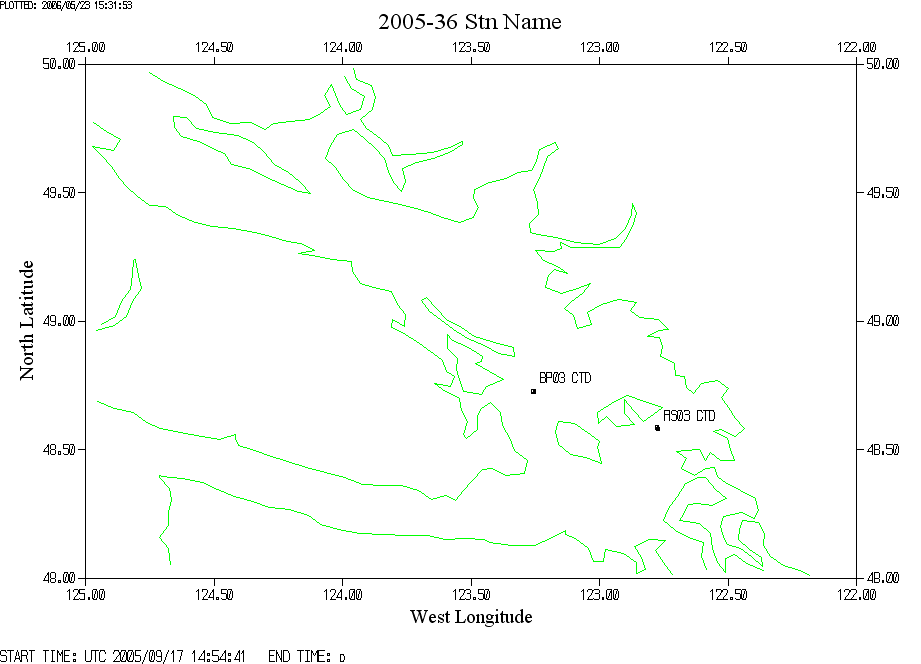 PLOTTED: 2006/05/23 15:31:53
2005-36 Stn Name
125.00 124.50 124.00 123.50 123.00 122.50 122.00
50.00 50.00
49.50 49.50
49.00 49.00
BP03 CTD
RS03 CTD
48.50 48.50
48.00 48.00
North Latitude
125.00 124.50 124.00 123.50 123.00 122.50 122.00
West Longitude
START TIME: UTC 2005/09/17 14:54:41 END TIME: o